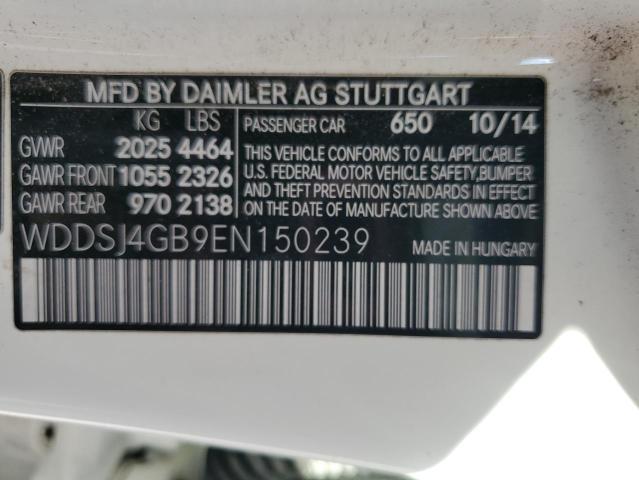 MFD BY DAIMLER AG STUTTGART
KG LBS PASSENGER CAR 650 10/14
GVWR 2025 4464 THIS VEHICLE CONFORMS TO ALL APPLICABLE
GAWR FRONT 1055 2326 U.S. FEDERAL MOTOR VEHICLE SAFETY,BUMPER
GAWR REAR 970 2138 AND THEFT PREVENTION STANDARDS IN EFFECT
ON THE DATE OF MANUFACTURE SHOWN ABOVE
WDDSJ4GB9EN150239 MADE IN HUNGARY